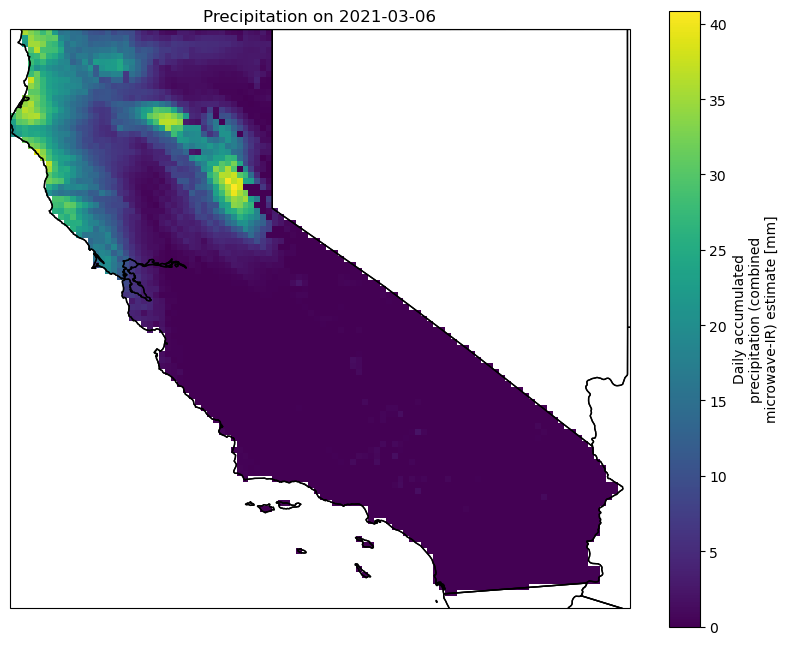 Precipitation on 2021-03-06
40
35
30
25
20
15
10
5
0
Daily accumulated
precipitation (combined
microwave-IR) estimate [mm]